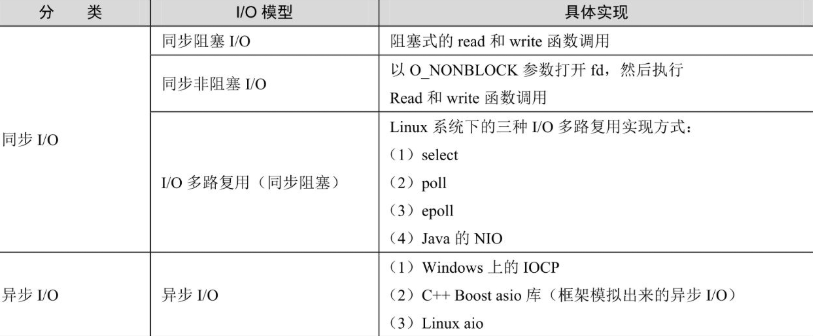 分 类 I/O 模型 具体实现
同步阻塞 I/O 阻塞式的 read 和 write 函数调用
同步非阻塞 I/O 以 O_NONBLOCK 参数打开 fd，然后执行
Read 和 write 函数调用
同步 I/O
I/O 多路复用（同步阻塞） Linux 系统下的三种 I/O 多路复用实现方式：
（1）select
（2）poll
（3）epoll
（4）Java 的 NIO
异步 I/O 异步 I/O （1）Windows 上的 IOCP
（2）C++ Boost asio 库（框架模拟出来的异步 I/O）
（3）Linux aio